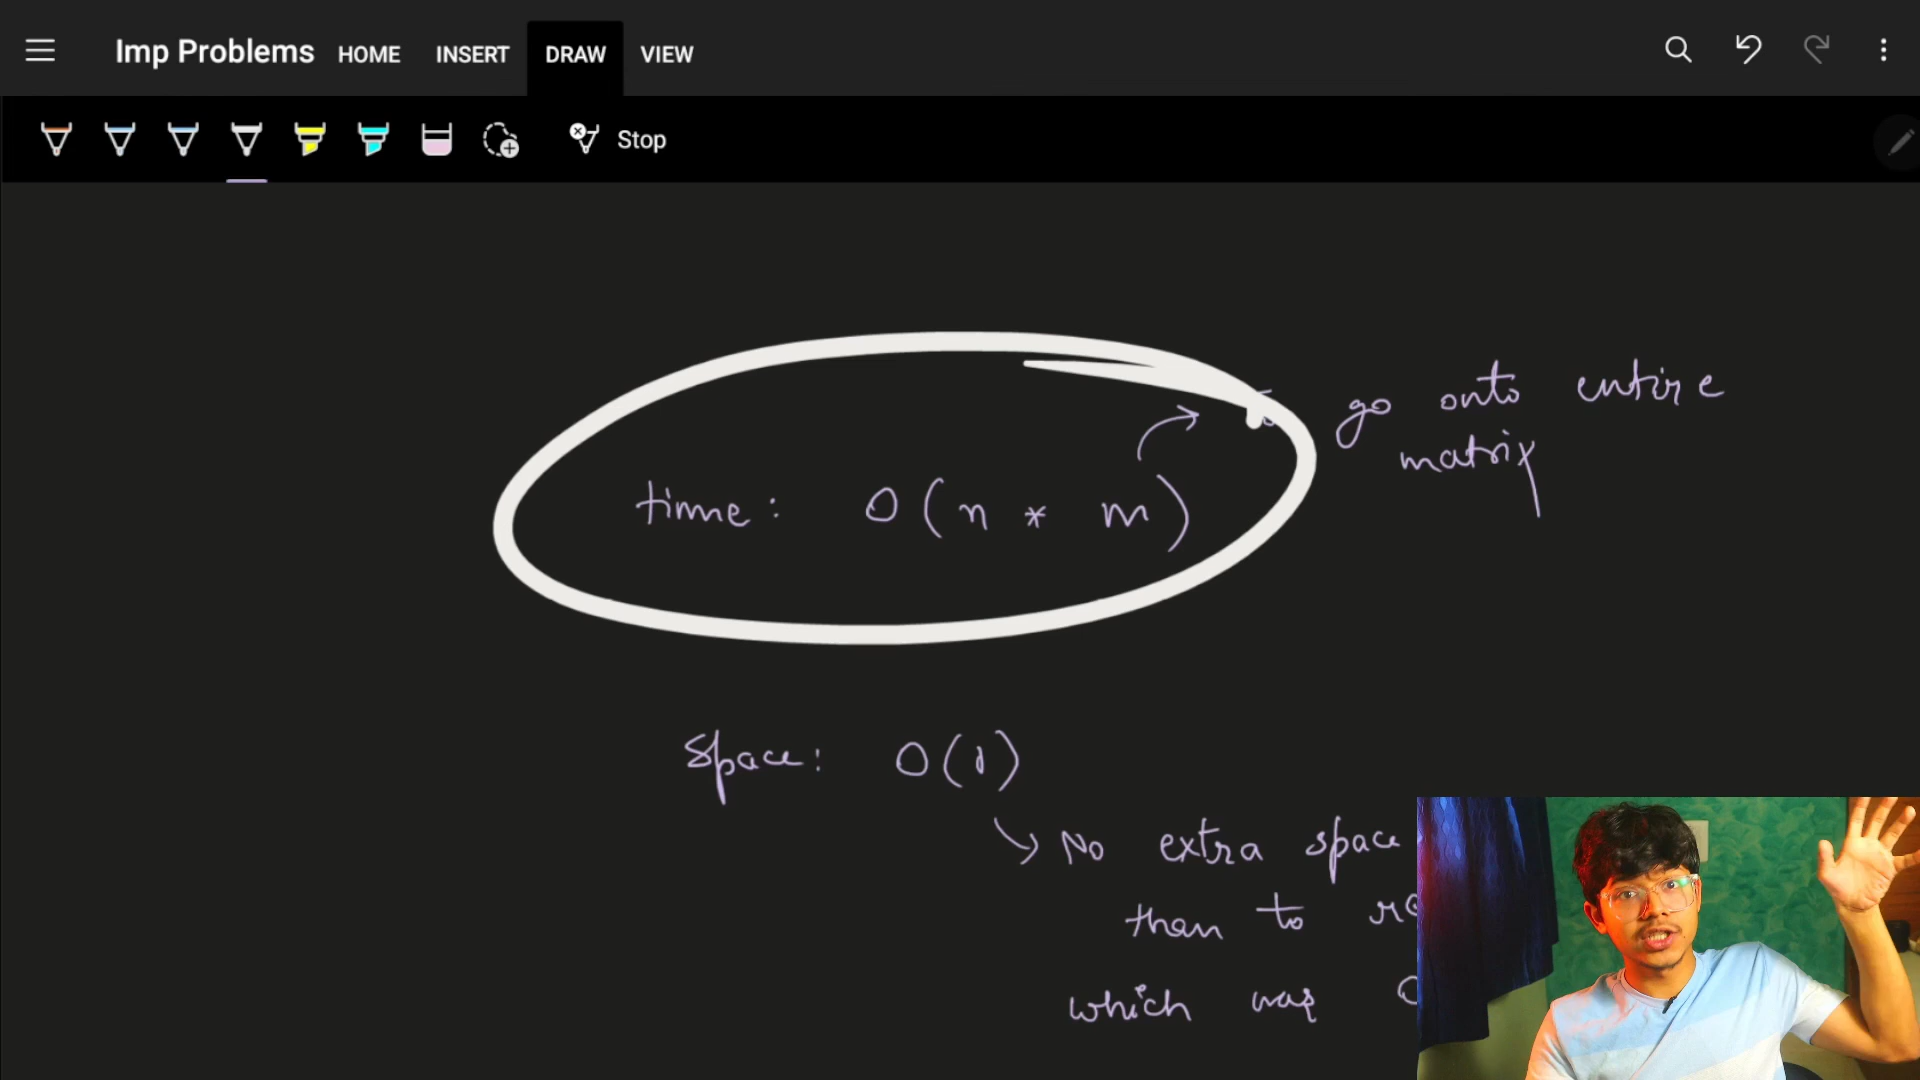 Imp Problems HOME INSERT DRAW VIEW
Stop
go onto entire
matrix
time: O(n * m)
Space: O(1)
No extra space
than to
which was